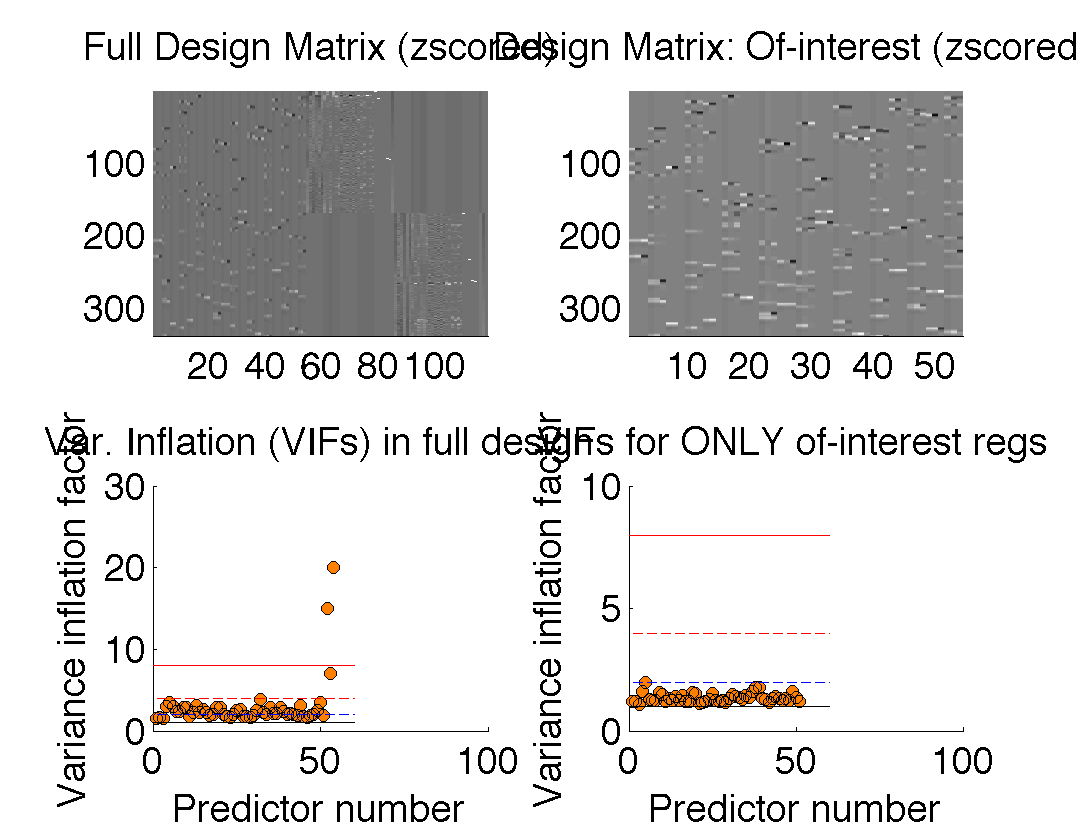 Full Design Matrix (zscored)
Design Matrix: Of-interest (zscored
100
200
300
20 40 60 80 100
100
200
300
10 20 30 40 50
Var. Inflation (VIFs) in full design
VIFs for ONLY of-interest regs
Variance inflation factor
30
20
10
0
0 50 100
Predictor number
Variance inflation factor
10
5
0
0 50 100
Predictor number